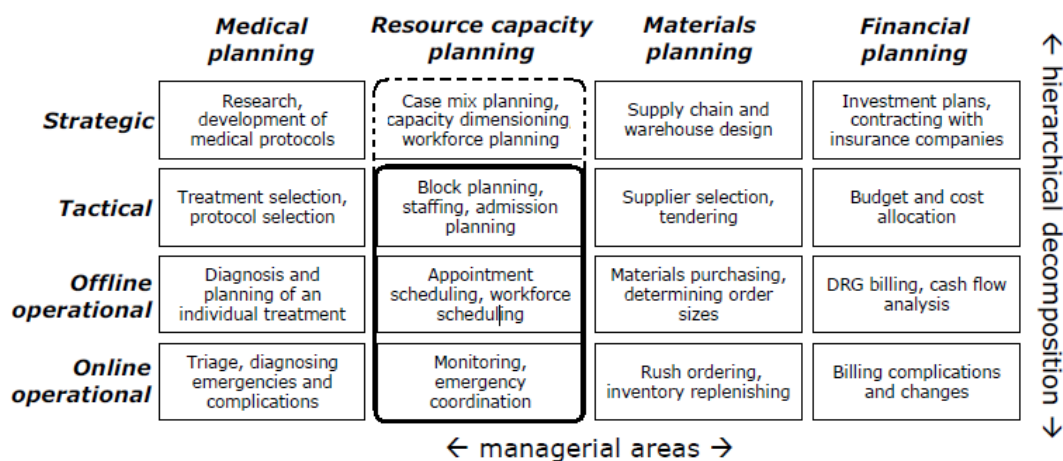 Medical planning
Resource capacity planning
Materials planning
Financial planning
Strategic
Research,
development of
medical protocols
Case mix planning,
capacity dimensioning
workforce planning
Supply chain and
warehouse design
Investment plans,
contracting with
insurance companies
Tactical
Treatment selection,
protocol selection
Block planning,
staffing, admission
planning
Supplier selection,
tendering
Budget and cost
allocation
Offline
operational
Diagnosis and
planning of an
individual treatment
Appointment
scheduling, workforce
scheduling
Materials purchasing,
determining order
sizes
DRG billing, cash flow
analysis
Online
operational
Triage, diagnosing
emergencies and
complications
Monitoring,
emergency
coordination
Rush ordering,
inventory replenishing
Billing complications
and changes
← managerial areas →
← hierarchical decomposition →